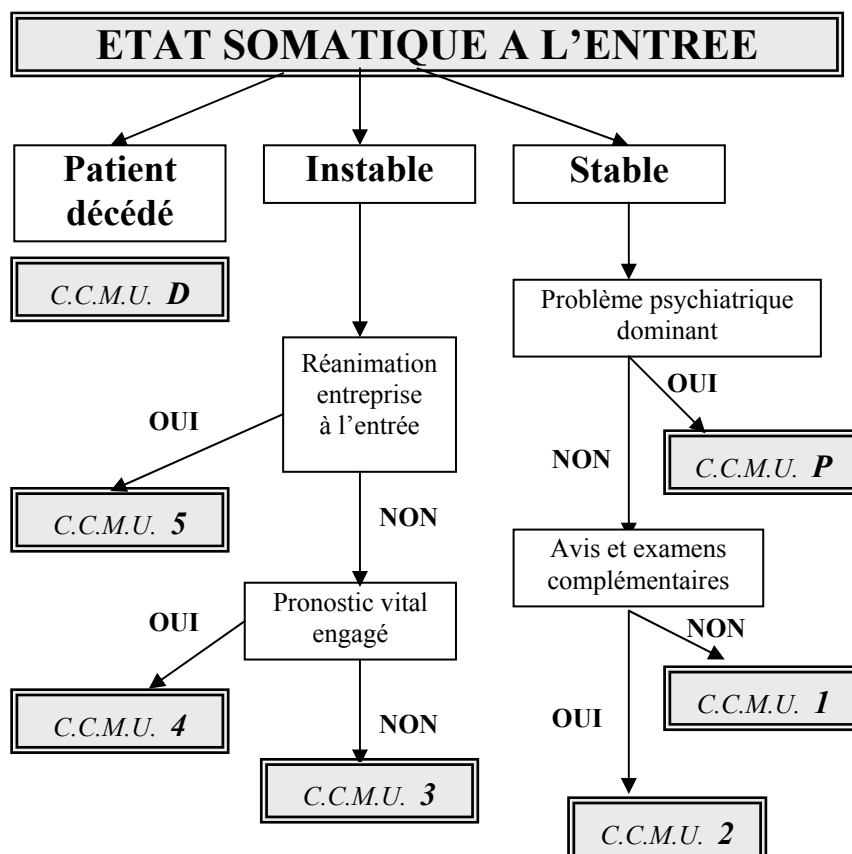 ETAT SOMATIQUE A L’ENTREE
Patient
décédé
Instable
Stable
C.C.M.U. D
Problème psychiatrique
dominant
Réanimation
entreprise
à l’entrée
OUI
OUI
NON
C.C.M.U. P
C.C.M.U. 5
NON
Avis et examens
complémentaires
Pronostic vital
engagé
OUI
NON
C.C.M.U. 4
NON
OUI
C.C.M.U. 1
C.C.M.U. 3
C.C.M.U. 2